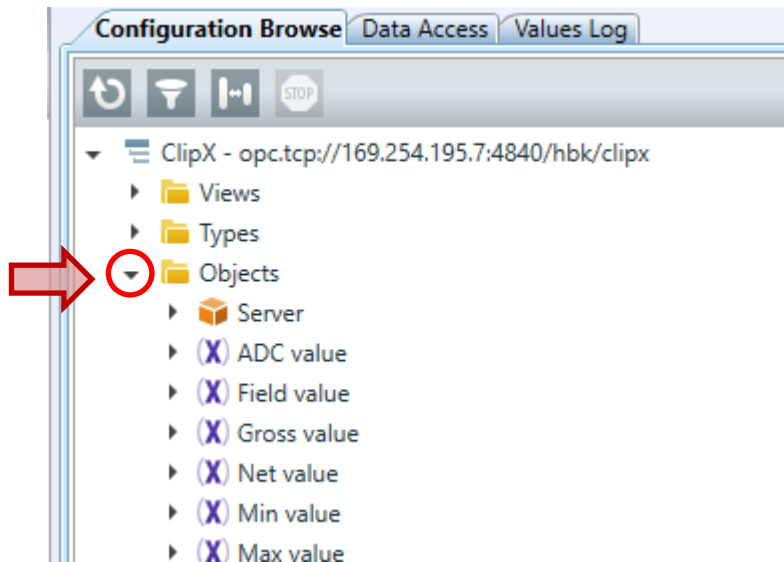 Configuration Browse Data Access Values Log
STOP
ClipX - opc.tcp://169.254.195.7:4840/hbk/clipx
Views
Types
Objects
Server
(X) ADC value
(X) Field value
(X) Gross value
(X) Net value
(X) Min value
(X) Max value